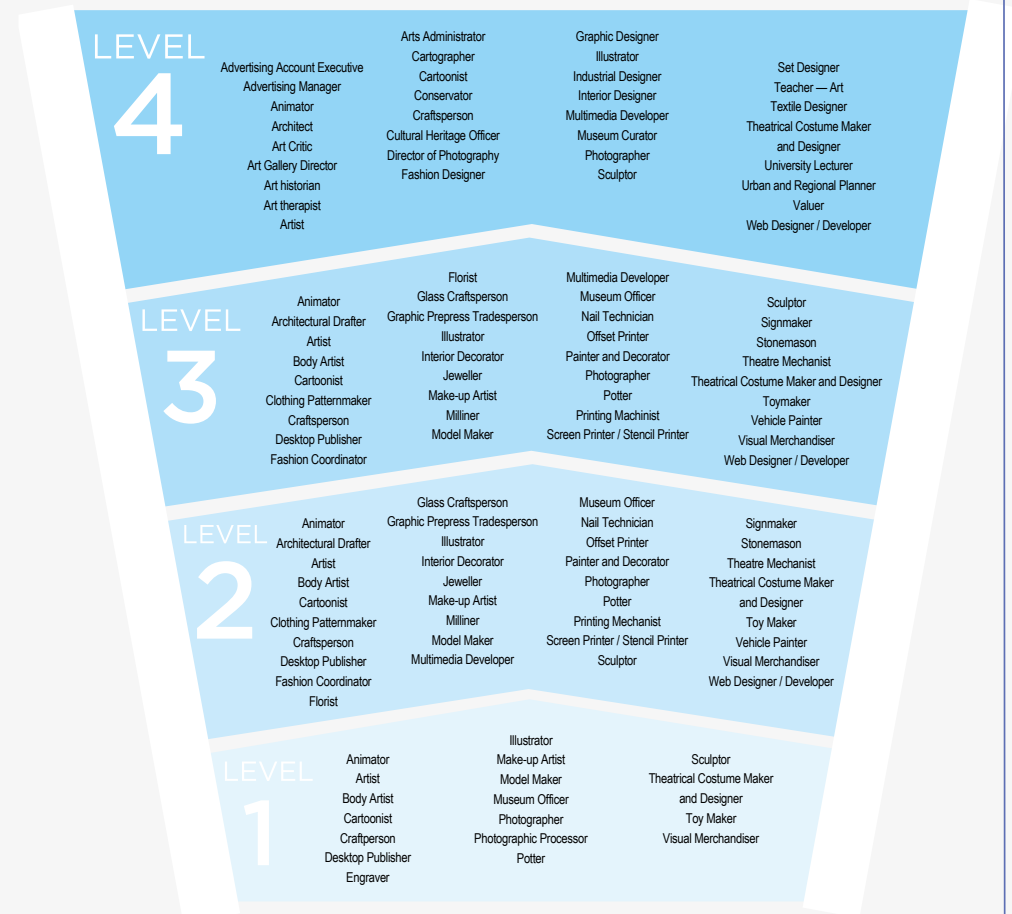 LEVEL
4
Advertising Account Executive
Advertising Manager
Animator
Architect
Art Critic
Art Gallery Director
Art historian
Art therapist
Artist
Arts Administrator
Cartographer
Cartoonist
Conservator
Craftsperson
Cultural Heritage Officer
Director of Photography
Fashion Designer
Graphic Designer
Illustrator
Industrial Designer
Interior Designer
Multimedia Developer
Museum Curator
Photographer
Sculptor
Set Designer
Teacher — Art
Textile Designer
Theatrical Costume Maker
and Designer
University Lecturer
Urban and Regional Planner
Valuer
Web Designer / Developer
LEVEL
3
Animator
Architectural Drafter
Artist
Body Artist
Cartoonist
Clothing Patternmaker
Craftsperson
Desktop Publisher
Fashion Coordinator
Florist
Glass Craftsperson
Graphic Prepress Tradesperson
Illustrator
Interior Decorator
Jeweller
Make-up Artist
Milliner
Model Maker
Multimedia Developer
Museum Officer
Nail Technician
Offset Printer
Painter and Decorator
Photographer
Potter
Printing Machinist
Screen Printer / Stencil Printer
Sculptor
Signmaker
Stonemason
Theatre Mechanist
Theatrical Costume Maker and Designer
Toymaker
Vehicle Painter
Visual Merchandiser
Web Designer / Developer
LEVEL
2
Animator
Architectural Drafter
Artist
Body Artist
Cartoonist
Clothing Patternmaker
Craftsperson
Desktop Publisher
Fashion Coordinator
Florist
Glass Craftsperson
Graphic Prepress Tradesperson
Illustrator
Interior Decorator
Jeweller
Make-up Artist
Milliner
Model Maker
Multimedia Developer
Museum Officer
Nail Technician
Offset Printer
Painter and Decorator
Photographer
Potter
Printing Mechanist
Screen Printer / Stencil Printer
Sculptor
Signmaker
Stonemason
Theatre Mechanist
Theatrical Costume Maker
and Designer
Toy Maker
Vehicle Painter
Visual Merchandiser
Web Designer / Developer
LEVEL
1
Animator
Artist
Body Artist
Cartoonist
Craftperson
Desktop Publisher
Engraver
Illustrator
Make-up Artist
Model Maker
Museum Officer
Photographer
Photographic Processor
Potter
Sculptor
Theatrical Costume Maker
and Designer
Toy Maker
Visual Merchandiser